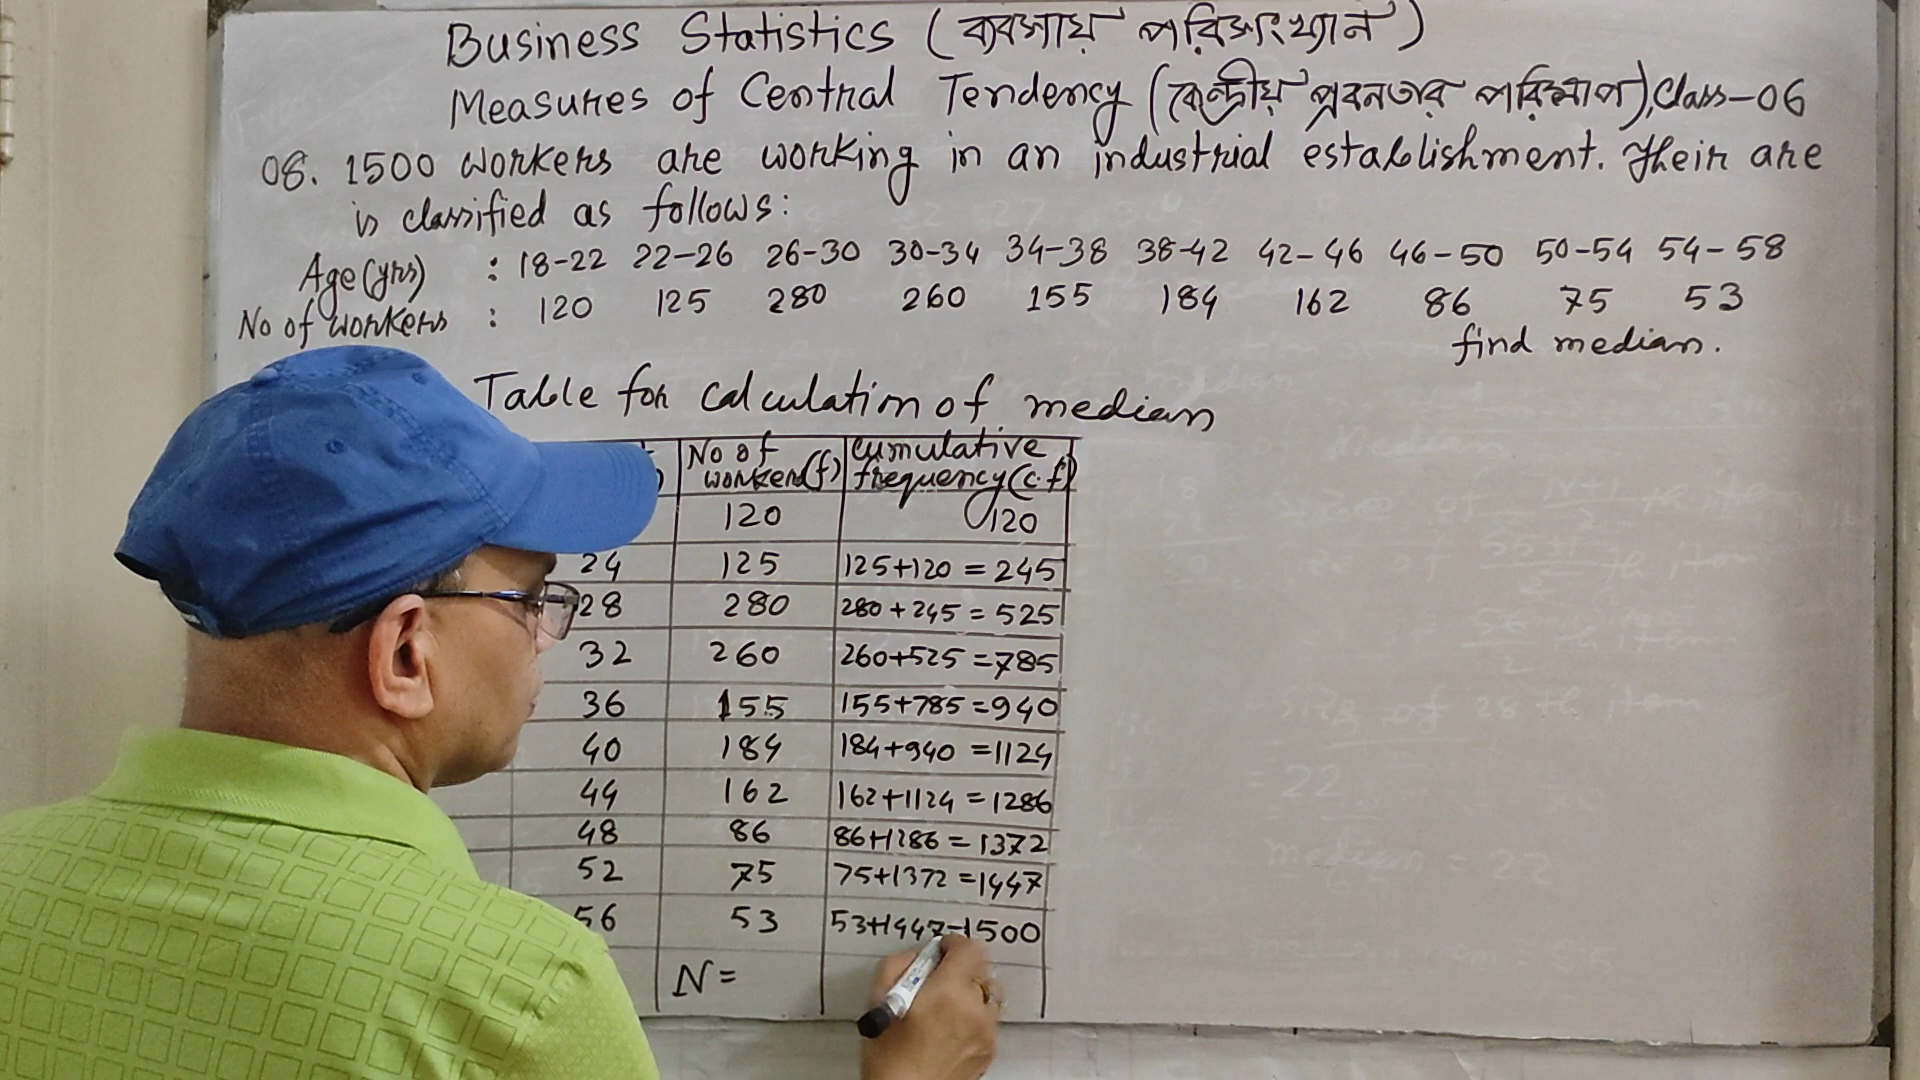 Business Statistics (ব্যবসায় পরিসংখ্যান)
Measures of Central Tendency (কেন্দ্রীয় প্রবনতার পরিমাপ), Class-06
08. 1500 workers are working in an industrial establishment. Their are
is classified as follows:
Age(yrs) : 18-22 22-26 26-30 30-34 34-38 38-42 42-46 46-50 50-54 54-58
No of workers : 120 125 280 260 155 184 162 86 75 53
find median.
Table for calculation of median
No of workers(f) cumulative frequency(c.f)
120 120
24 125 125+120=245
28 280 280+245=525
32 260 260+525=785
36 155 155+785=940
40 184 184+940=1124
44 162 162+1124=1286
48 86 86+1286=1372
52 75 75+1372=1447
56 53 53+1447=1500
N=